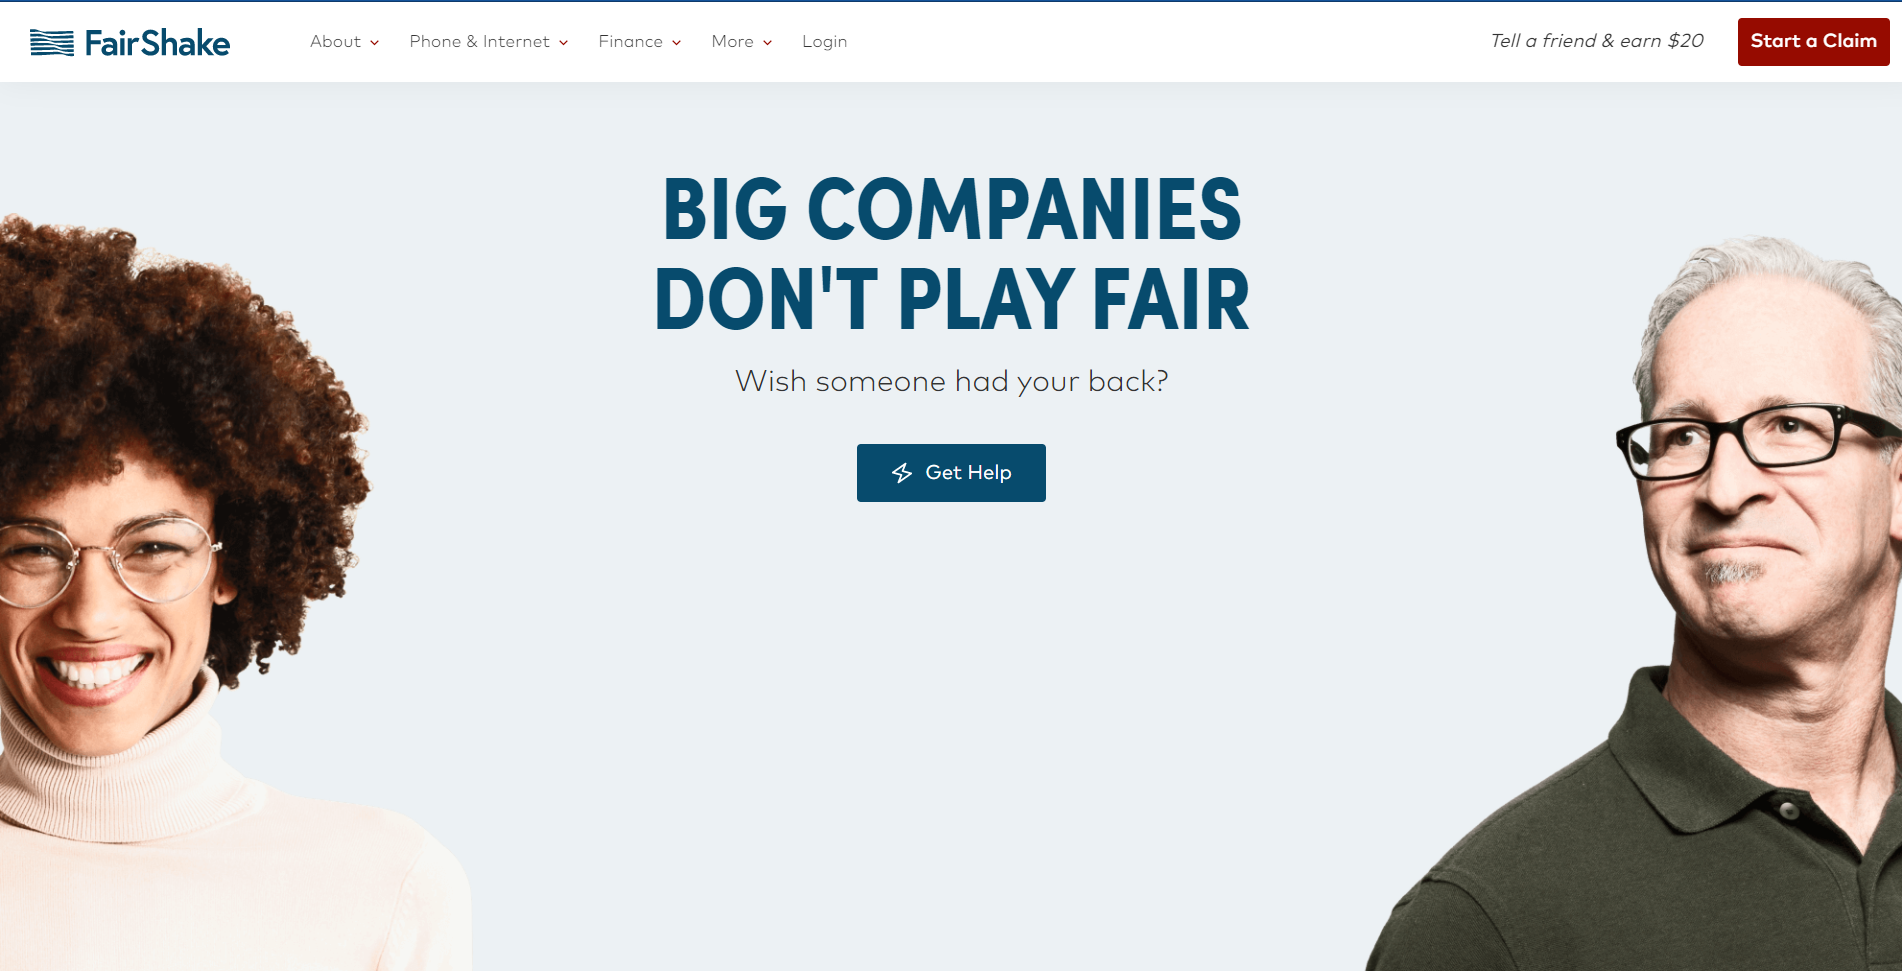 FairShake
About
Phone & Internet
Finance
More
Login
Tell a friend & earn $20
Start a Claim
BIG COMPANIES
DON'T PLAY FAIR
Wish someone had your back?
Get Help